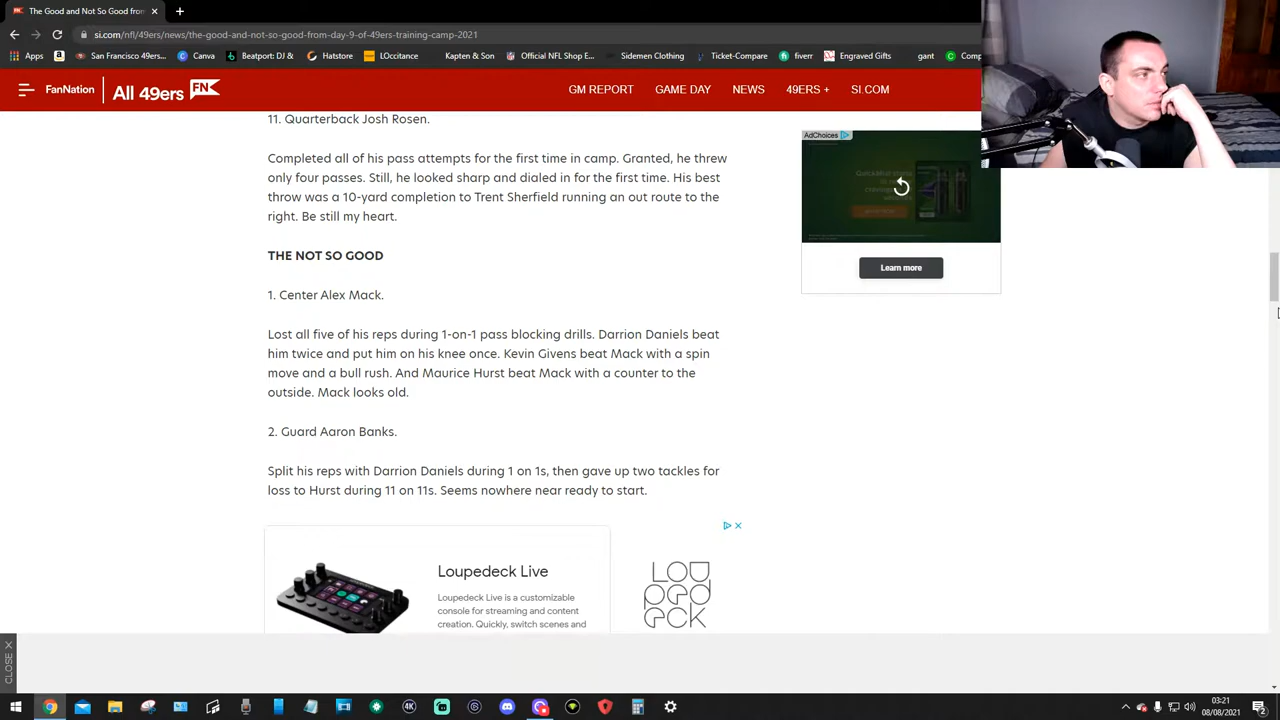 The Good and Not So Good from
si.com/nfl/49ers/news/the-good-and-not-so-good-from-day-9-of-49ers-training-camp-2021
Apps San Francisco 49ers... Canva Beatport: DJ & Hatstore LOccitance Kapten & Son Official NFL Shop E... Sidemen Clothing Ticket-Compare fiverr Engraved Gifts gant Comp
FanNation All 49ers FN GM REPORT GAME DAY NEWS 49ERS + SI.COM
11. Quarterback Josh Rosen.
AdChoices
Completed all of his pass attempts for the first time in camp. Granted, he threw
only four passes. Still, he looked sharp and dialed in for the first time. His best
throw was a 10-yard completion to Trent Sherfield running an out route to the
right. Be still my heart.
Learn more
THE NOT SO GOOD
1. Center Alex Mack.
Lost all five of his reps during 1-on-1 pass blocking drills. Darrion Daniels beat
him twice and put him on his knee once. Kevin Givens beat Mack with a spin
move and a bull rush. And Maurice Hurst beat Mack with a counter to the
outside. Mack looks old.
2. Guard Aaron Banks.
Split his reps with Darrion Daniels during 1 on 1s, then gave up two tackles for
loss to Hurst during 11 on 11s. Seems nowhere near ready to start.
Loupedeck Live
Loupedeck Live is a customizable
console for streaming and content
creation. Quickly, switch scenes and
LOU
PED
ECK
CLOSE
4K
03:21
08/08/2021
2